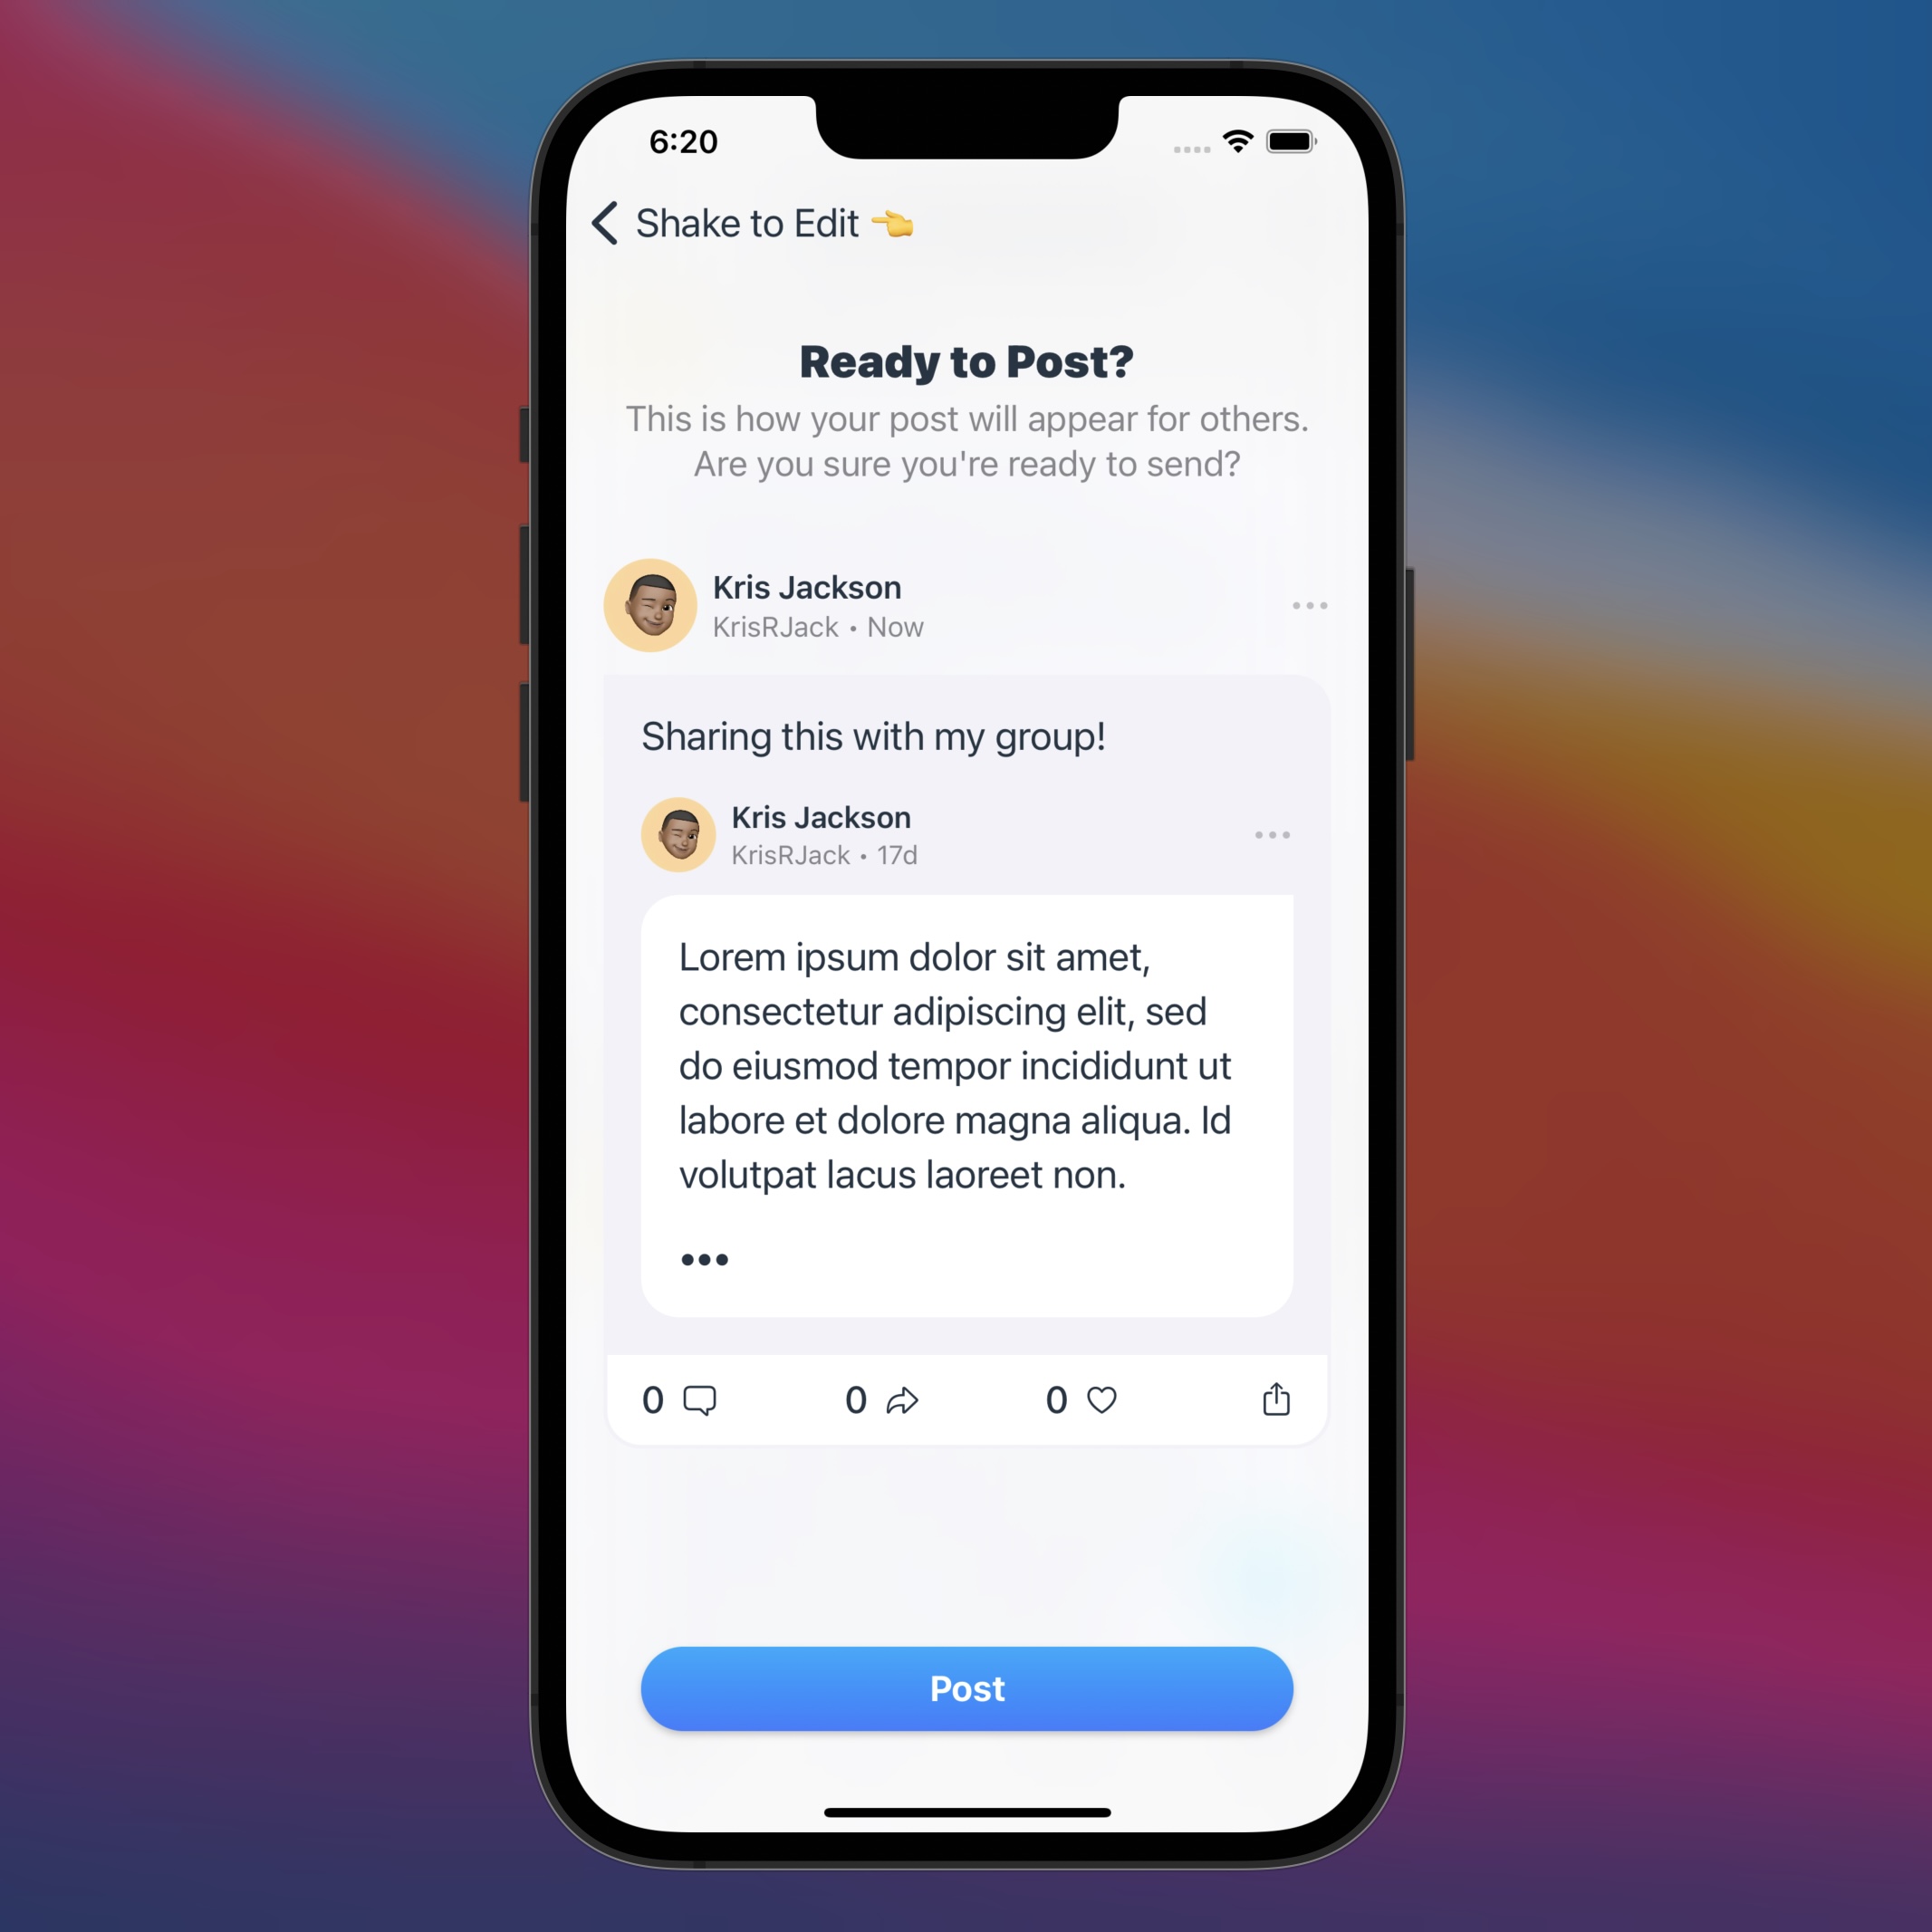 6:20
Shake to Edit 👈
Ready to Post?
This is how your post will appear for others.
Are you sure you're ready to send?
Kris Jackson
KrisRJack • Now
Sharing this with my group!
Kris Jackson
KrisRJack • 17d
Lorem ipsum dolor sit amet,
consectetur adipiscing elit, sed
do eiusmod tempor incididunt ut
labore et dolore magna aliqua. Id
volutpat lacus laoreet non.
•••
0 0 0
Post